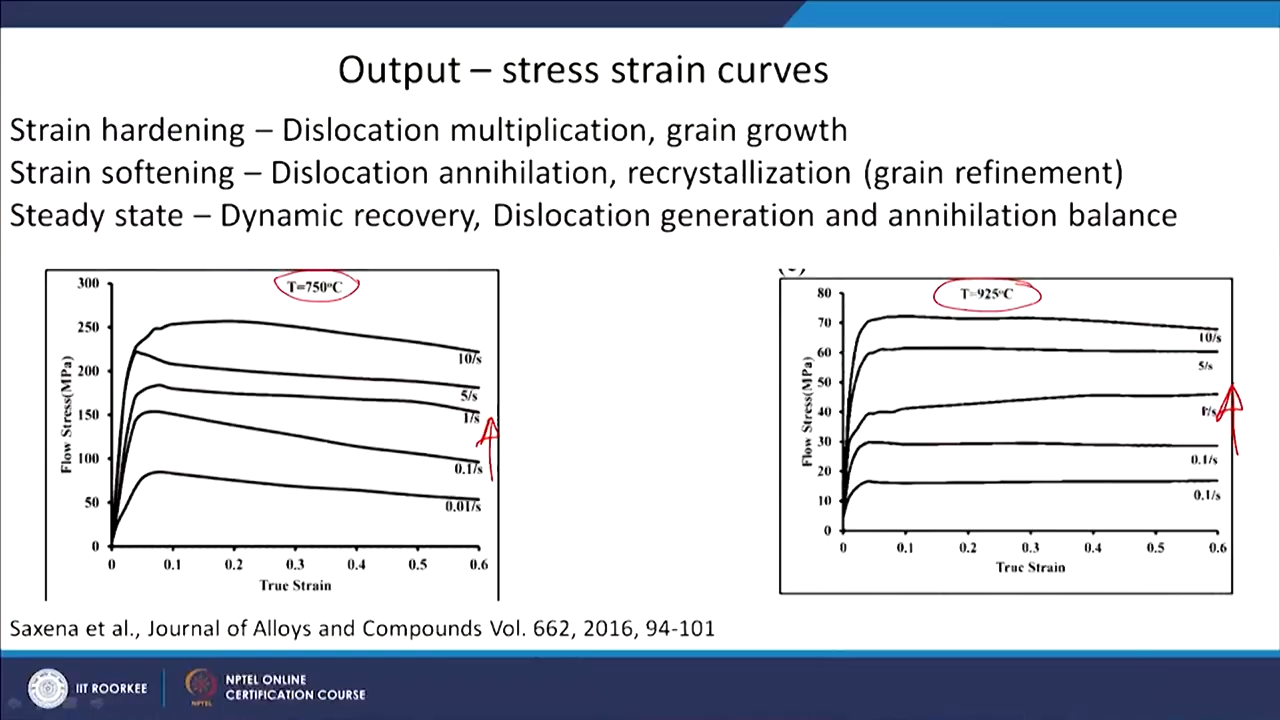 Output – stress strain curves
Strain hardening – Dislocation multiplication, grain growth
Strain softening – Dislocation annihilation, recrystallization (grain refinement)
Steady state – Dynamic recovery, Dislocation generation and annihilation balance
300
250
200
150
100
50
0
Flow Stress(MPa)
T=750°C
10/s
5/s
1/s
0.1/s
0.01/s
0 0.1 0.2 0.3 0.4 0.5 0.6
True Strain
80
70
60
50
40
30
20
10
0
Flow Stress(MPa)
T=925°C
10/s
5/s
1/s
0.1/s
0.1/s
0 0.1 0.2 0.3 0.4 0.5 0.6
True Strain
Saxena et al., Journal of Alloys and Compounds Vol. 662, 2016, 94-101
IIT ROORKEE
NPTEL
NPTEL ONLINE
CERTIFICATION COURSE